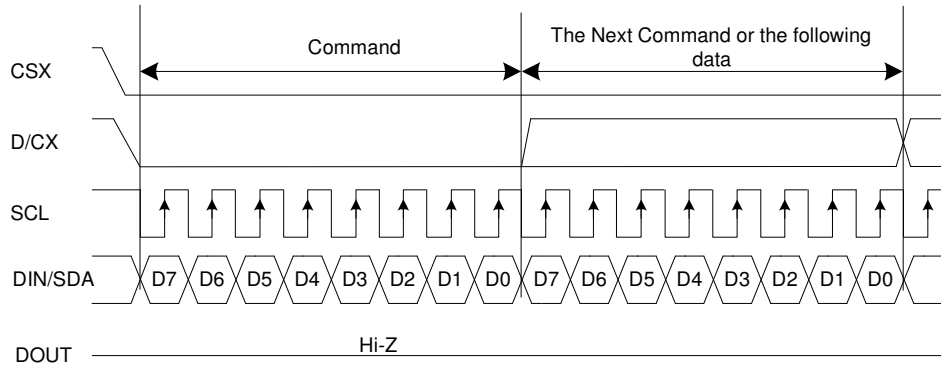 Command
The Next Command or the following
data
CSX
D/CX
SCL
DIN/SDA
D7 D6 D5 D4 D3 D2 D1 D0 D7 D6 D5 D4 D3 D2 D1 D0
Hi-Z
DOUT